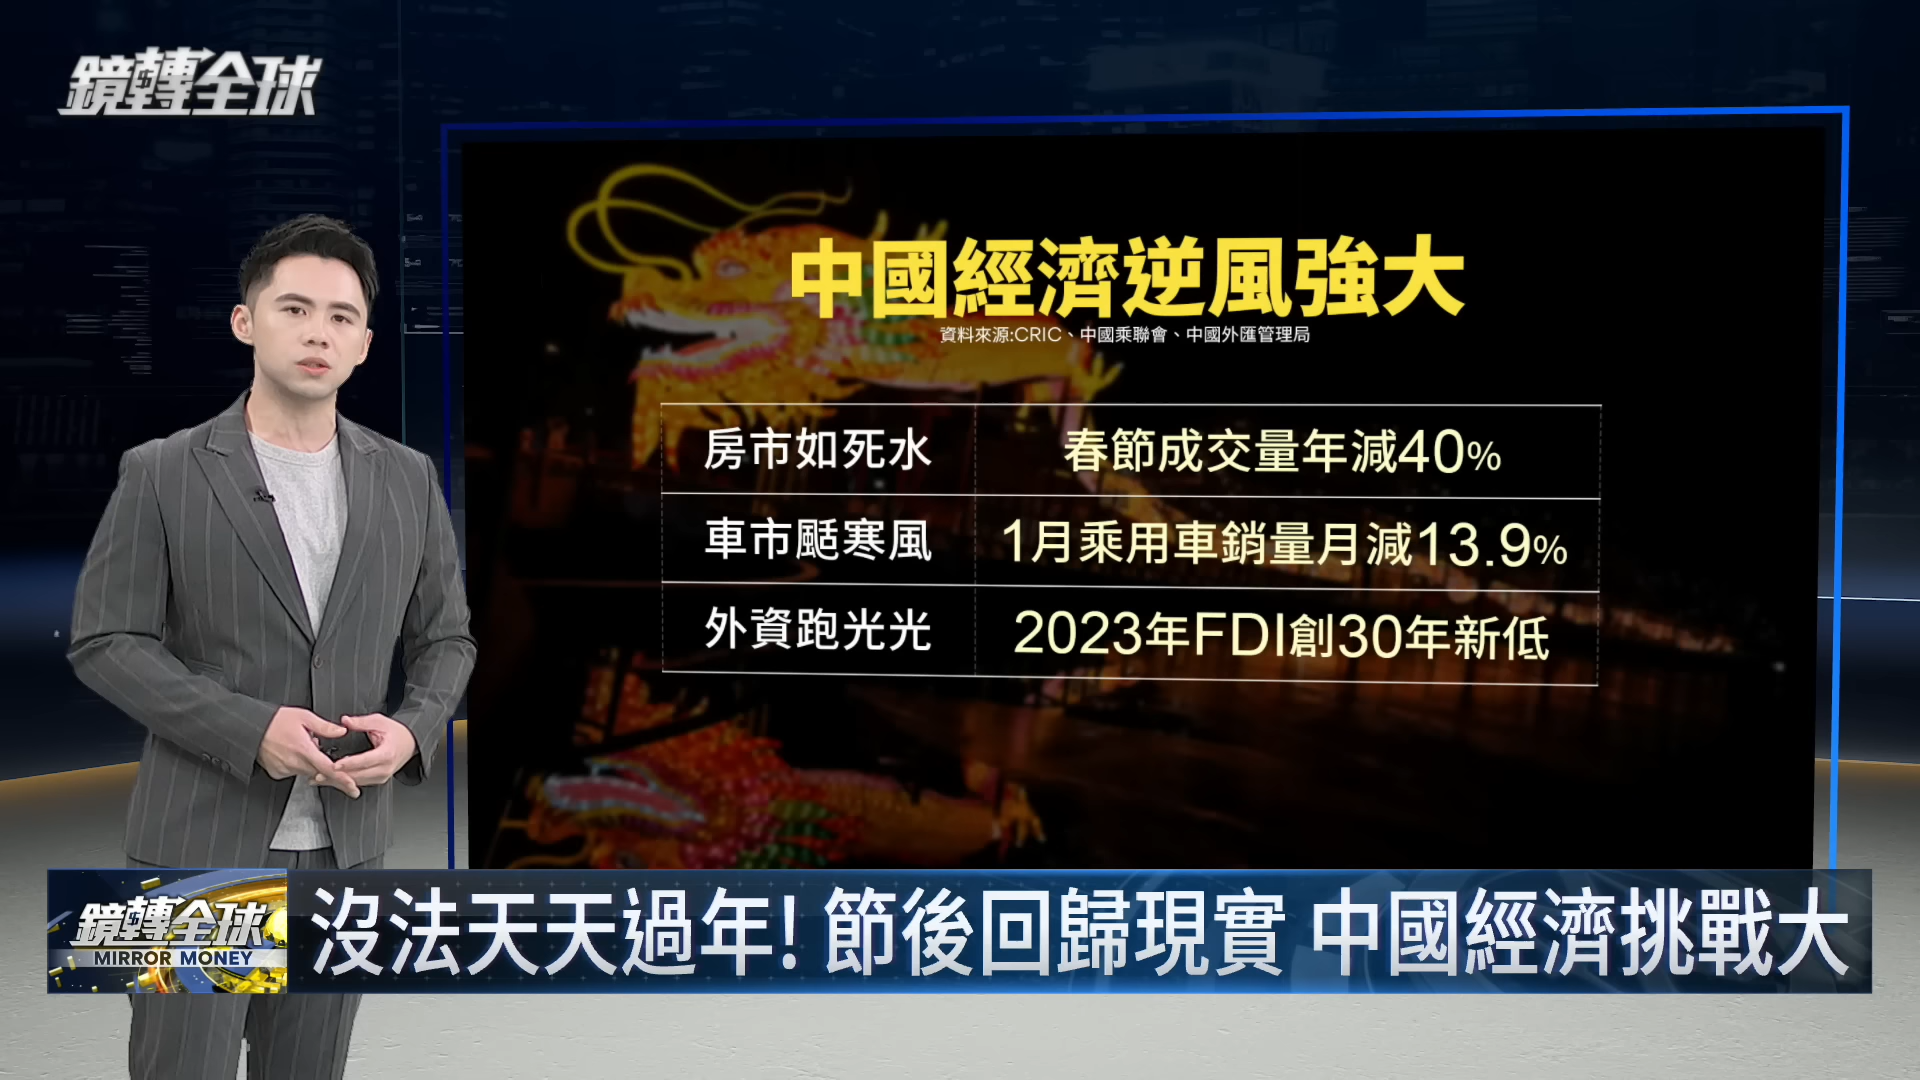 鏡轉全球
中國經濟逆風強大
資料來源:CRIC、中國乘聯會、中國外匯管理局
房市如死水 春節成交量年減40%
車市颳寒風 1月乘用車銷量月減13.9%
外資跑光光 2023年FDI創30年新低
鏡轉全球
MIRROR MONEY
沒法天天過年! 節後回歸現實 中國經濟挑戰大